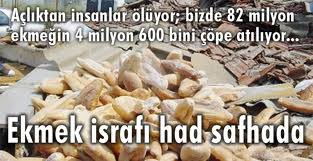 Açlıktan insanlar ölüyor; bizde 82 milyon
ekmeğin 4 milyon 600 bini çöpe atılıyor...
Ekmek israfı had safhada